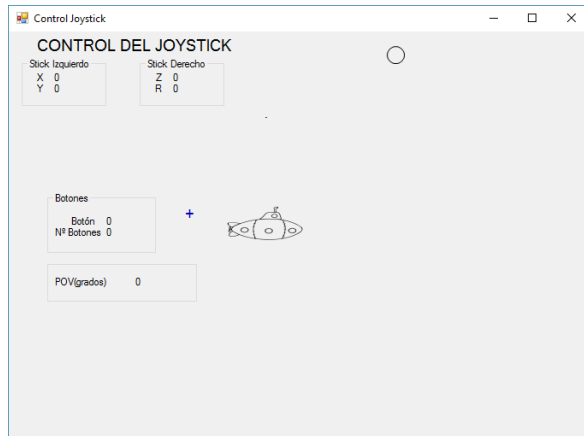 Control Joystick
CONTROL DEL JOYSTICK
Stick Izquierdo
X 0
Y 0
Stick Derecho
Z 0
R 0
Botones
Botón 0
Nº Botones 0
POV(grados) 0